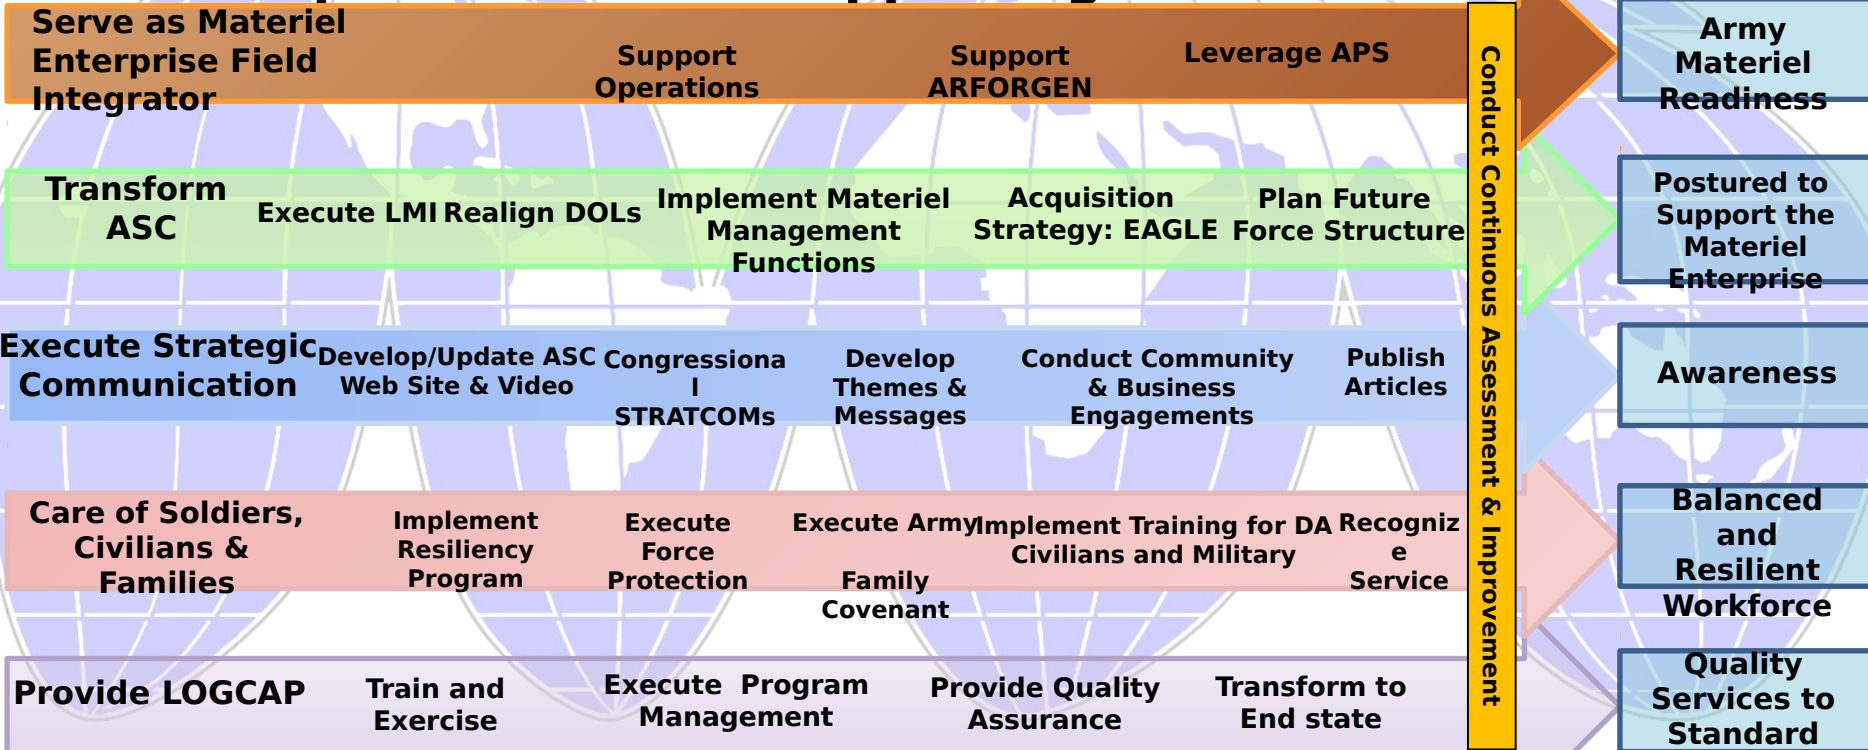 Serve as Materiel
Enterprise Field
Integrator
Support
Operations
Support
ARFORGEN
Leverage APS
Army
Materiel
Readiness
Transform
ASC
Execute LMI
Realign DOLs
Implement Materiel
Management
Functions
Acquisition
Strategy: EAGLE
Plan Future
Force Structure
Postured to
Support the
Materiel
Enterprise
Execute Strategic
Communication
Develop/Update ASC
Web Site & Video
Congressiona
l
STRATCOMs
Develop
Themes &
Messages
Conduct Community
& Business
Engagements
Publish
Articles
Awareness
Care of Soldiers,
Civilians &
Families
Implement
Resiliency
Program
Execute
Force
Protection
Execute Army
Family
Covenant
Implement Training for DA
Civilians and Military
Recogniz
e
Service
Balanced
and
Resilient
Workforce
Provide LOGCAP
Train and
Exercise
Execute  Program
Management
Provide Quality
Assurance
Transform to
End state
Quality
Services to
Standard
Conduct Continuous Assessment & Improvement